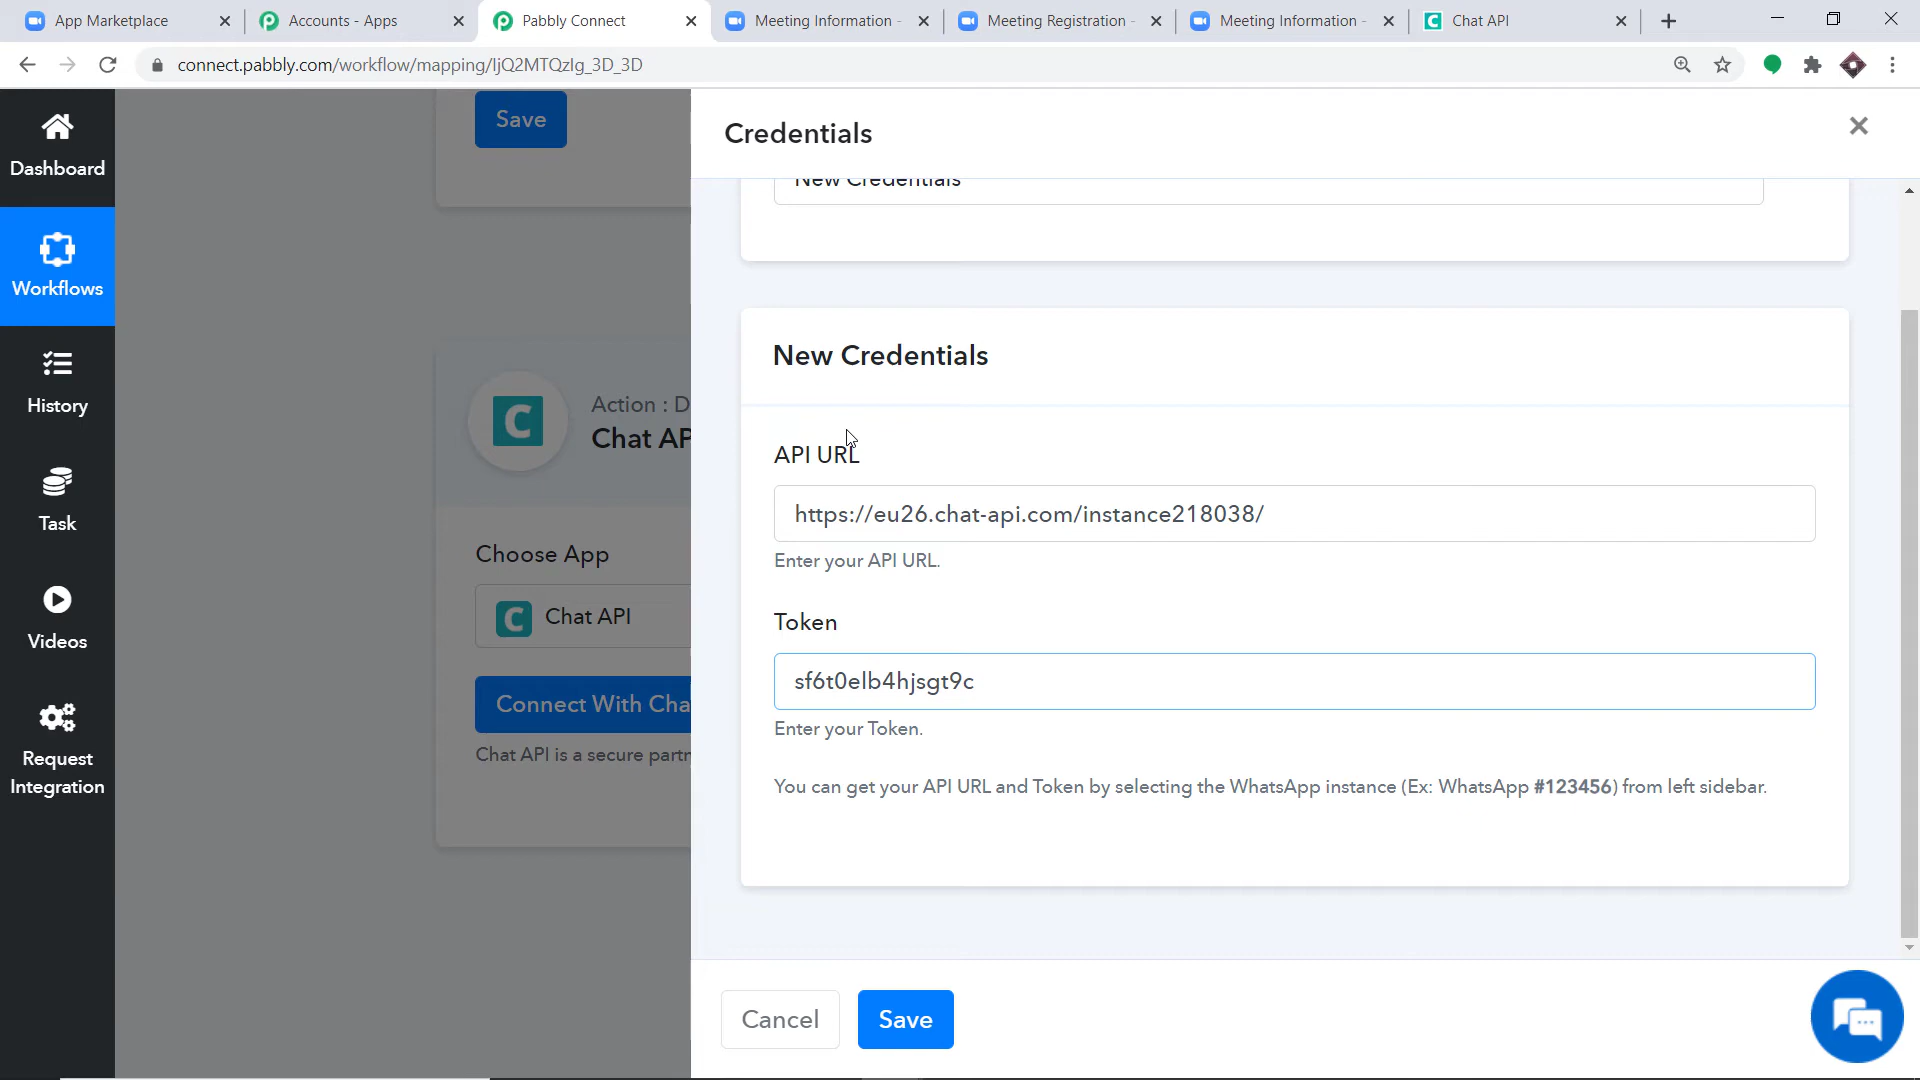 App Marketplace
Accounts - Apps
Pabbly Connect
Meeting Information -
Meeting Registration -
Meeting Information -
C Chat API
connect.pabbly.com/workflow/mapping/IjQ2MTQzIg_3D_3D
Dashboard
Workflows
History
Task
Videos
Request
Integration
Save
C
Action : D
Chat AP
Choose App
C Chat API
Connect With Cha
Chat API is a secure partn
Credentials
New Credentials
New Credentials
API URL
https://eu26.chat-api.com/instance218038/
Enter your API URL.
Token
sf6t0elb4hjsgt9c
Enter your Token.
You can get your API URL and Token by selecting the WhatsApp instance (Ex: WhatsApp #123456) from left sidebar.
Cancel
Save